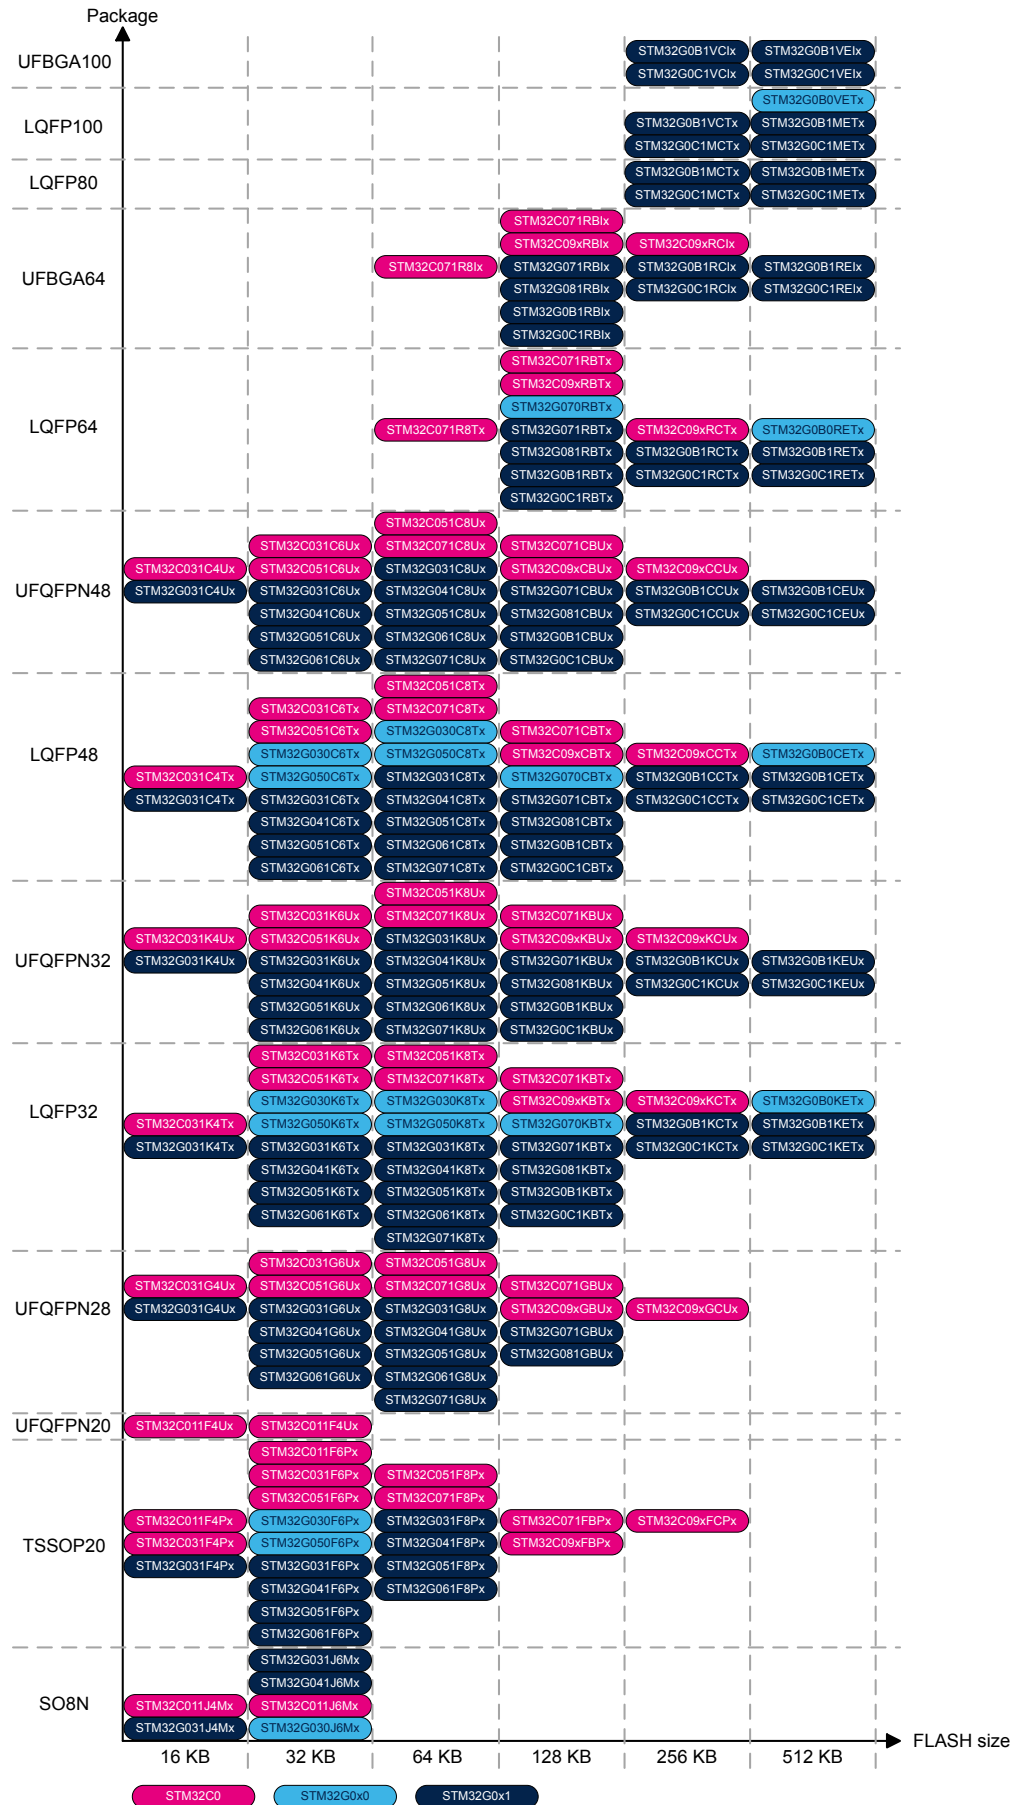 Package
STM32G0B1VCIx STM32G0B1VEIx
UFBGA100
STM32G0C1VCIx STM32G0C1VEIx
STM32G0B0VETx
LQFP100 STM32G0B1VCTx STM32G0B1METx
STM32G0C1MCTx STM32G0C1METx
STM32G0B1MCTx STM32G0B1METx
LQFP80
STM32G0C1MCTx STM32G0C1METx
STM32C071RBIx
STM32C09xRBIx STM32C09xRCIx
STM32C071R8Ix STM32G071RBIx STM32G0B1RCIx STM32G0B1REIx
UFBGA64
STM32G081RBIx STM32G0C1RCIx STM32G0C1REIx
STM32G0B1RBIx
STM32G0C1RBIx
STM32C071RBTx
STM32C09xRBTx
STM32G070RBTx
LQFP64 STM32C071R8Tx STM32G071RBTx STM32C09xRCTx STM32G0B0RETx
STM32G081RBTx STM32G0B1RCTx STM32G0B1RETx
STM32G0B1RBTx STM32G0C1RCTx STM32G0C1RETx
STM32G0C1RBTx
STM32C051C8Ux
STM32C031C6Ux STM32C071C8Ux STM32C071CBUx
STM32C031C4Ux STM32C051C6Ux STM32G031C8Ux STM32C09xCBUx STM32C09xCCUx
UFQFPN48 STM32G031C4Ux STM32G031C6Ux STM32G041C8Ux STM32G071CBUx STM32G0B1CCUx STM32G0B1CEUx
STM32G041C6Ux STM32G051C8Ux STM32G081CBUx STM32G0C1CCUx STM32G0C1CEUx
STM32G051C6Ux STM32G061C8Ux STM32G0B1CBUx
STM32G061C6Ux STM32G071C8Ux STM32G0C1CBUx
STM32C051C8Tx
STM32C031C6Tx STM32C071C8Tx
STM32C051C6Tx STM32G030C8Tx STM32C071CBTx
LQFP48 STM32G030C6Tx STM32G050C8Tx STM32C09xCBTx STM32C09xCCTx STM32G0B0CETx
STM32C031C4Tx STM32G050C6Tx STM32G031C8Tx STM32G070CBTx STM32G0B1CCTx STM32G0B1CETx
STM32G031C4Tx STM32G031C6Tx STM32G041C8Tx STM32G071CBTx STM32G0C1CCTx STM32G0C1CETx
STM32G041C6Tx STM32G051C8Tx STM32G081CBTx
STM32G051C6Tx STM32G061C8Tx STM32G0B1CBTx
STM32G061C6Tx STM32G071C8Tx STM32G0C1CBTx
STM32C051K8Ux
STM32C031K6Ux STM32C071K8Ux STM32C071KBUx
STM32C031K4Ux STM32C051K6Ux STM32G031K8Ux STM32C09xKBUx STM32C09xKCUx
UFQFPN32 STM32G031K4Ux STM32G031K6Ux STM32G041K8Ux STM32G071KBUx STM32G0B1KCUx STM32G0B1KEUx
STM32G041K6Ux STM32G051K8Ux STM32G081KBUx STM32G0C1KCUx STM32G0C1KEUx
STM32G051K6Ux STM32G061K8Ux STM32G0B1KBUx
STM32G061K6Ux STM32G071K8Ux STM32G0C1KBUx
STM32C031K6Tx STM32C051K8Tx
STM32C051K6Tx STM32C071K8Tx STM32C071KBTx
LQFP32 STM32G030K6Tx STM32G030K8Tx STM32C09xKBTx STM32C09xKCTx STM32G0B0KETx
STM32C031K4Tx STM32G050K6Tx STM32G050K8Tx STM32G070KBTx STM32G0B1KCTx STM32G0B1KETx
STM32G031K4Tx STM32G031K6Tx STM32G031K8Tx STM32G071KBTx STM32G0C1KCTx STM32G0C1KETx
STM32G041K6Tx STM32G041K8Tx STM32G081KBTx
STM32G051K6Tx STM32G051K8Tx STM32G0B1KBTx
STM32G061K6Tx STM32G061K8Tx STM32G0C1KBTx
STM32G071K8Tx
STM32C031G6Ux STM32C051G8Ux
STM32C031G4Ux STM32C051G6Ux STM32C071G8Ux STM32C071GBUx
UFQFPN28 STM32G031G4Ux STM32G031G6Ux STM32G031G8Ux STM32C09xGBUx STM32C09xGCUx
STM32G041G6Ux STM32G041G8Ux STM32G071GBUx
STM32G051G6Ux STM32G051G8Ux STM32G081GBUx
STM32G061G6Ux STM32G061G8Ux
STM32G071G8Ux
UFQFPN20 STM32C011F4Ux STM32C011F4Ux
STM32C011F6Px
STM32C031F6Px STM32C051F8Px
STM32C051F6Px STM32C071F8Px
STM32C011F4Px STM32G030F6Px STM32G031F8Px STM32C071FBPx STM32C09xFCPx
TSSOP20 STM32C031F4Px STM32G050F6Px STM32G041F8Px STM32C09xFBPx
STM32G031F4Px STM32G031F6Px STM32G051F8Px
STM32G041F6Px STM32G061F8Px
STM32G051F6Px
STM32G061F6Px
STM32G031J6Mx
STM32G041J6Mx
SO8N STM32C011J4Mx STM32C011J6Mx
STM32G031J4Mx STM32G030J6Mx
FLASH size
16 KB 32 KB 64 KB 128 KB 256 KB 512 KB
STM32C0 STM32G0x0 STM32G0x1